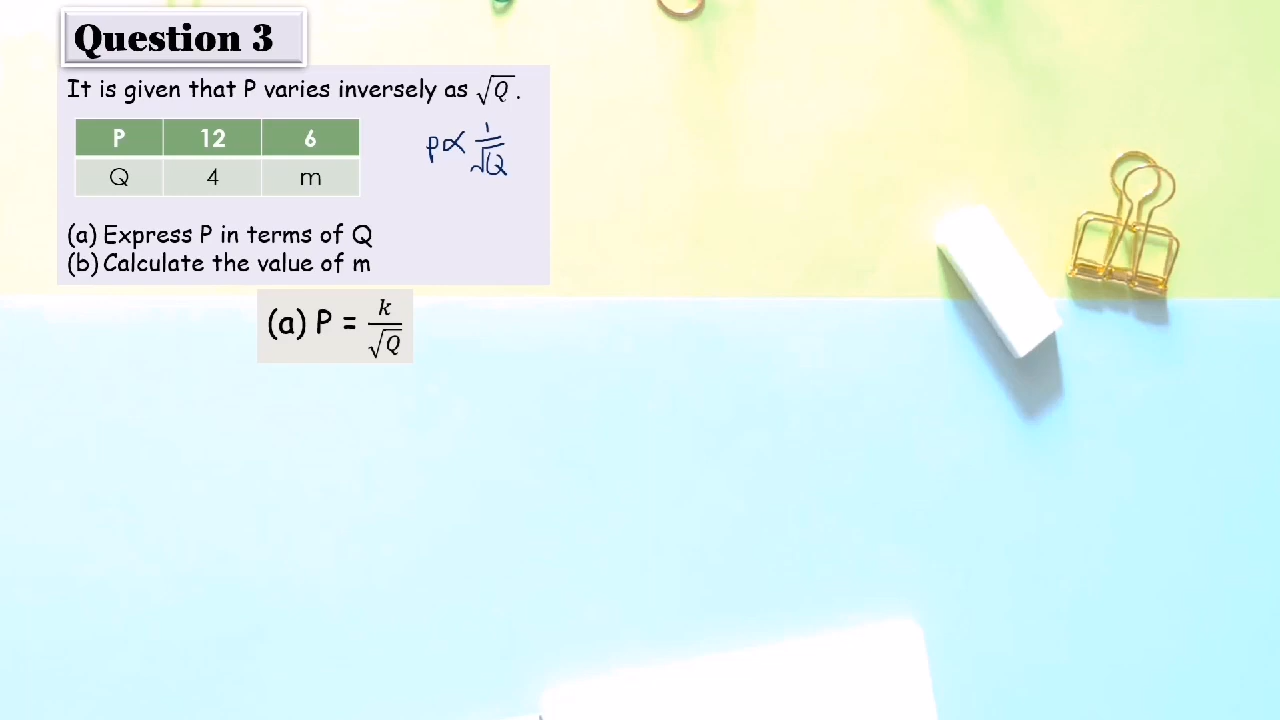 Question 3
It is given that P varies inversely as √Q.
P 12 6
Q 4 m
p ∝ 1/√Q
(a) Express P in terms of Q
(b) Calculate the value of m
(a) P = k/√Q